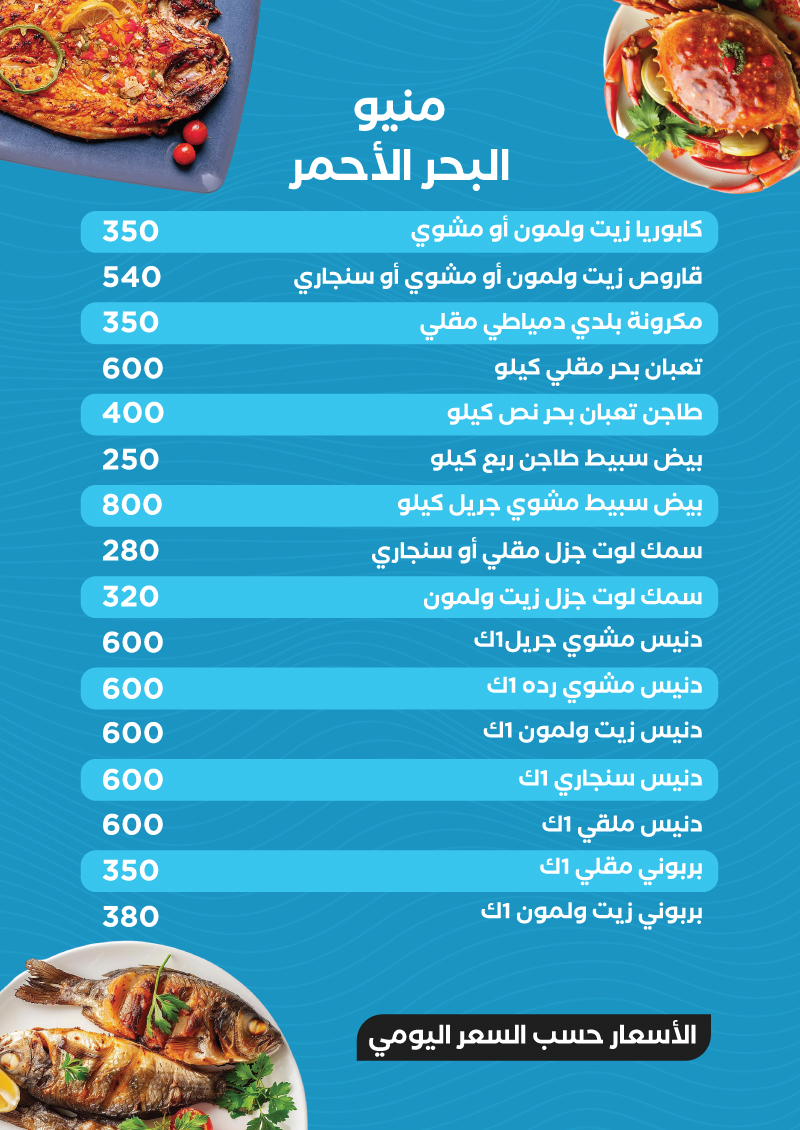 منيو
البحر الأحمر
كابوريا زيت ولمون أو مشوي 350
قاروص زيت ولمون أو مشوي أو سنجاري 540
مكرونة بلدي دمياطي مقلي 350
تعبان بحر مقلي كيلو 600
طاجن تعبان بحر نص كيلو 400
بيض سبيط طاجن ربع كيلو 250
بيض سبيط مشوي جريل كيلو 800
سمك لوت جزل مقلي أو سنجاري 280
سمك لوت جزل زيت ولمون 320
دنيس مشوي جريل1ك 600
دنيس مشوي رده 1ك 600
دنيس زيت ولمون 1ك 600
دنيس سنجاري 1ك 600
دنيس ملقي 1ك 600
بربوني مقلي 1ك 350
بربوني زيت ولمون 1ك 380
الأسعار حسب السعر اليومي